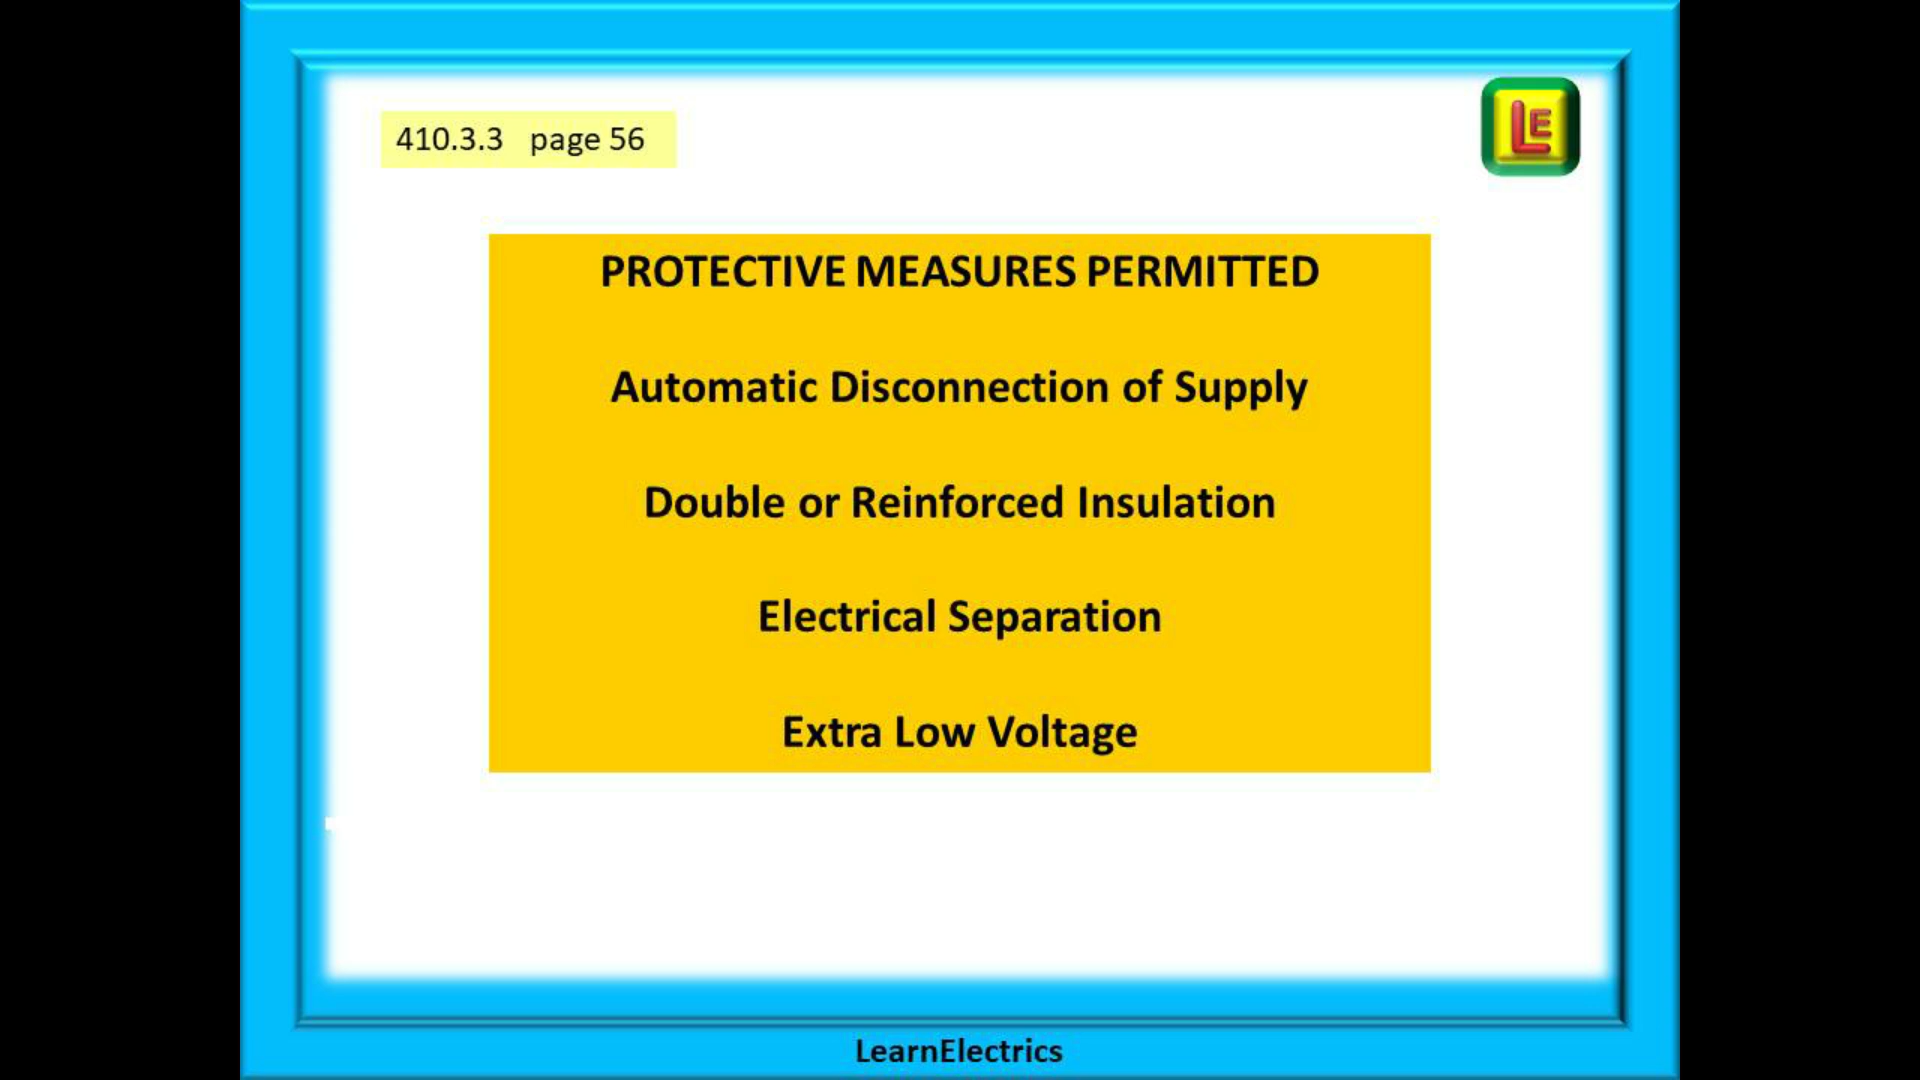 410.3.3 page 56
LE
PROTECTIVE MEASURES PERMITTED
Automatic Disconnection of Supply
Double or Reinforced Insulation
Electrical Separation
Extra Low Voltage
LearnElectrics